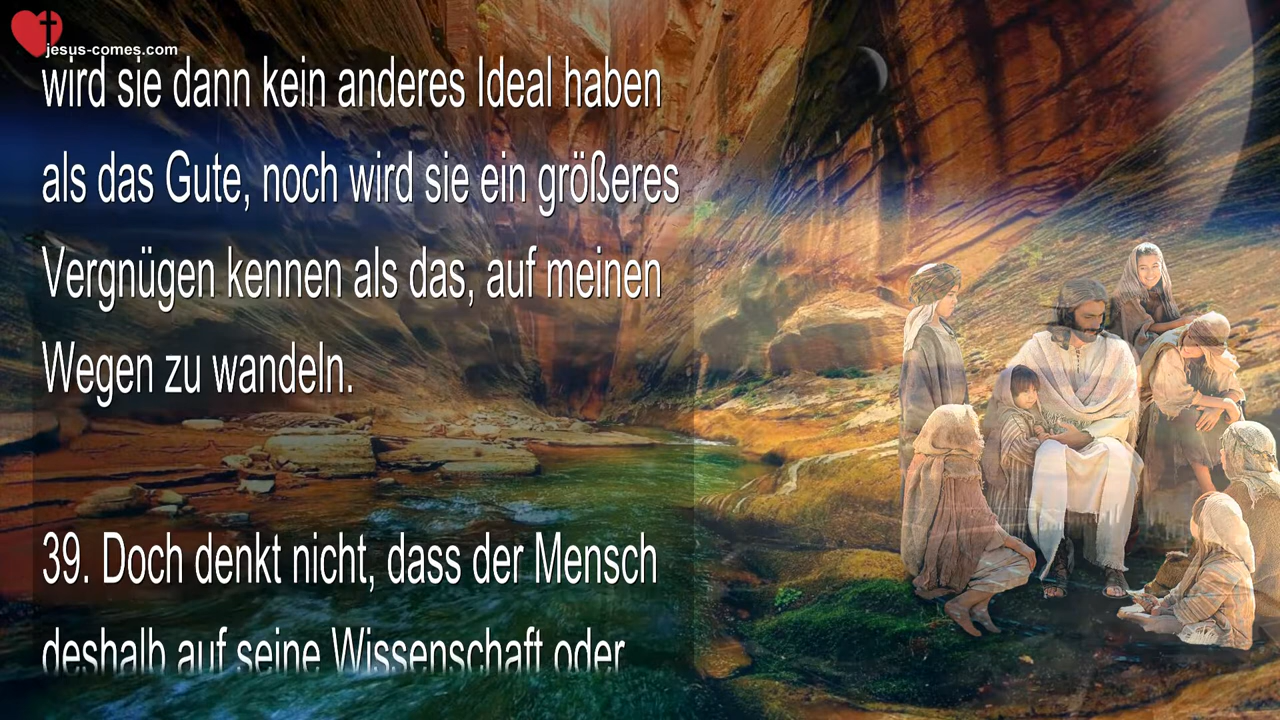 jesus-comes.com
wird sie dann kein anderes Ideal haben
als das Gute, noch wird sie ein größeres
Vergnügen kennen als das, auf meinen
Wegen zu wandeln.
39. Doch denkt nicht, dass der Mensch
deshalb auf seine Wissenschaft oder